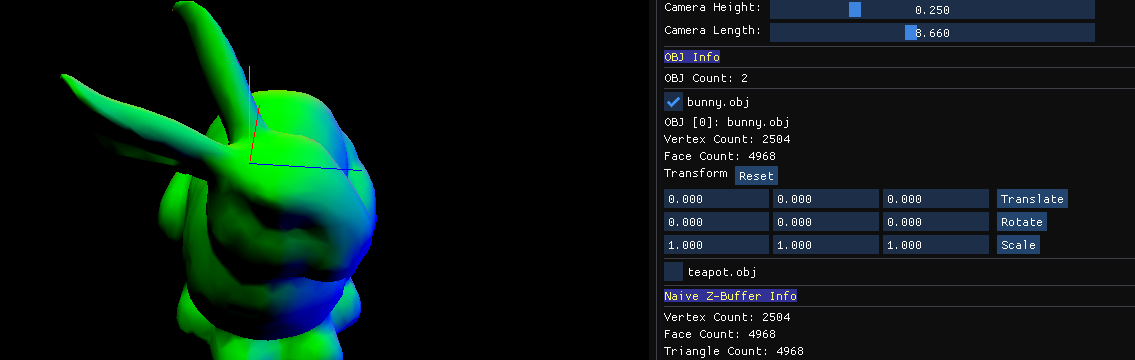 Camera Height: 0.250
Camera Length: 8.660
OBJ Info
OBJ Count: 2
bunny.obj
OBJ [0]: bunny.obj
Vertex Count: 2504
Face Count: 4968
Transform Reset
0.000 0.000 0.000 Translate
0.000 0.000 0.000 Rotate
1.000 1.000 1.000 Scale
teapot.obj
Naive Z-Buffer Info
Vertex Count: 2504
Face Count: 4968
Triangle Count: 4968